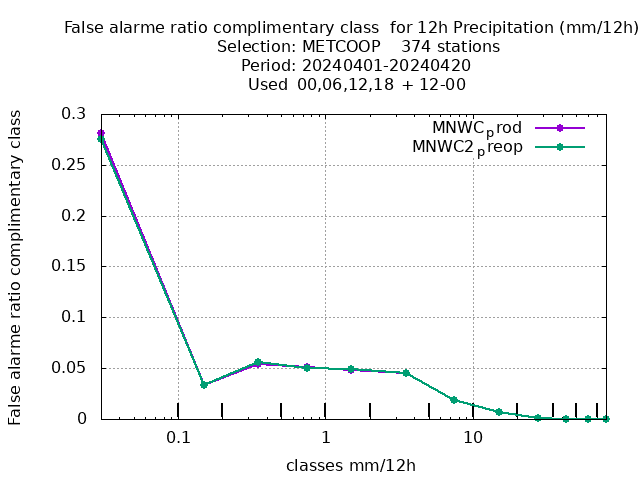 False alarme ratio complimentary class  for 12h Precipitation (mm/12h)
Selection: METCOOP    374 stations
Period: 20240401-20240420
Used 00,06,12,18 + 12-00
False alarme ratio complimentary class
0.3
0.25
0.2
0.15
0.1
0.05
0
MNWCprod
MNWC2preop
0.1
1
10
classes mm/12h